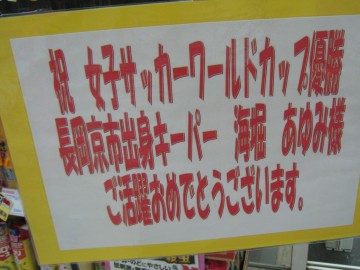 祝 女子サッカーワールドカップ優勝
長岡京市出身キーパー 海堀 あゆみ様
ご活躍おめでとうございます。